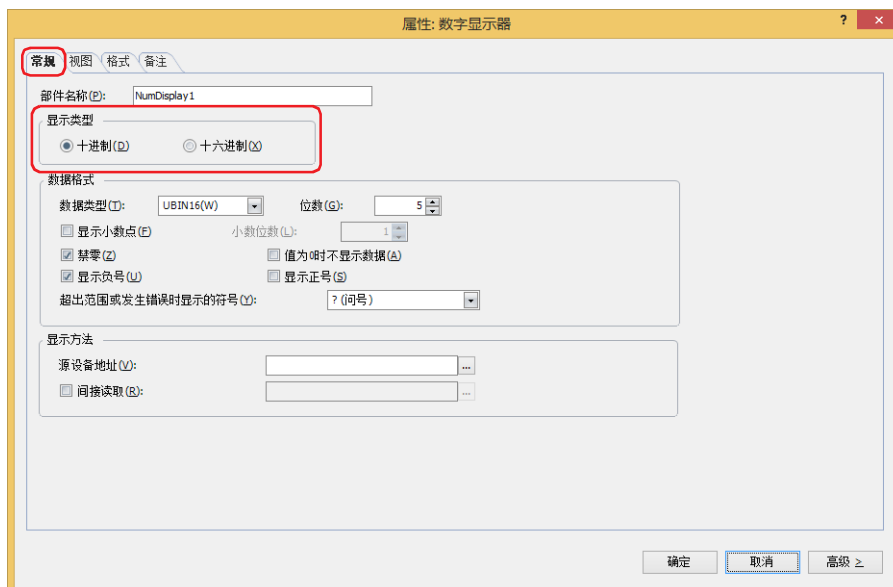 属性: 数字显示器 ? ×
常规 视图 格式 备注
部件名称(P): NumDisplay1
显示类型
十进制(D) 十六进制(X)
数据格式
数据类型(T): UBIN16(W) 位数(G): 5
显示小数点(F) 小数位数(L): 1
禁零(Z) 值为0时不显示数据(A)
显示负号(U) 显示正号(S)
超出范围或发生错误时显示的符号(Y): ? (问号)
显示方法
源设备地址(V): ...
间接读取(R): ...
确定 取消 高级 >